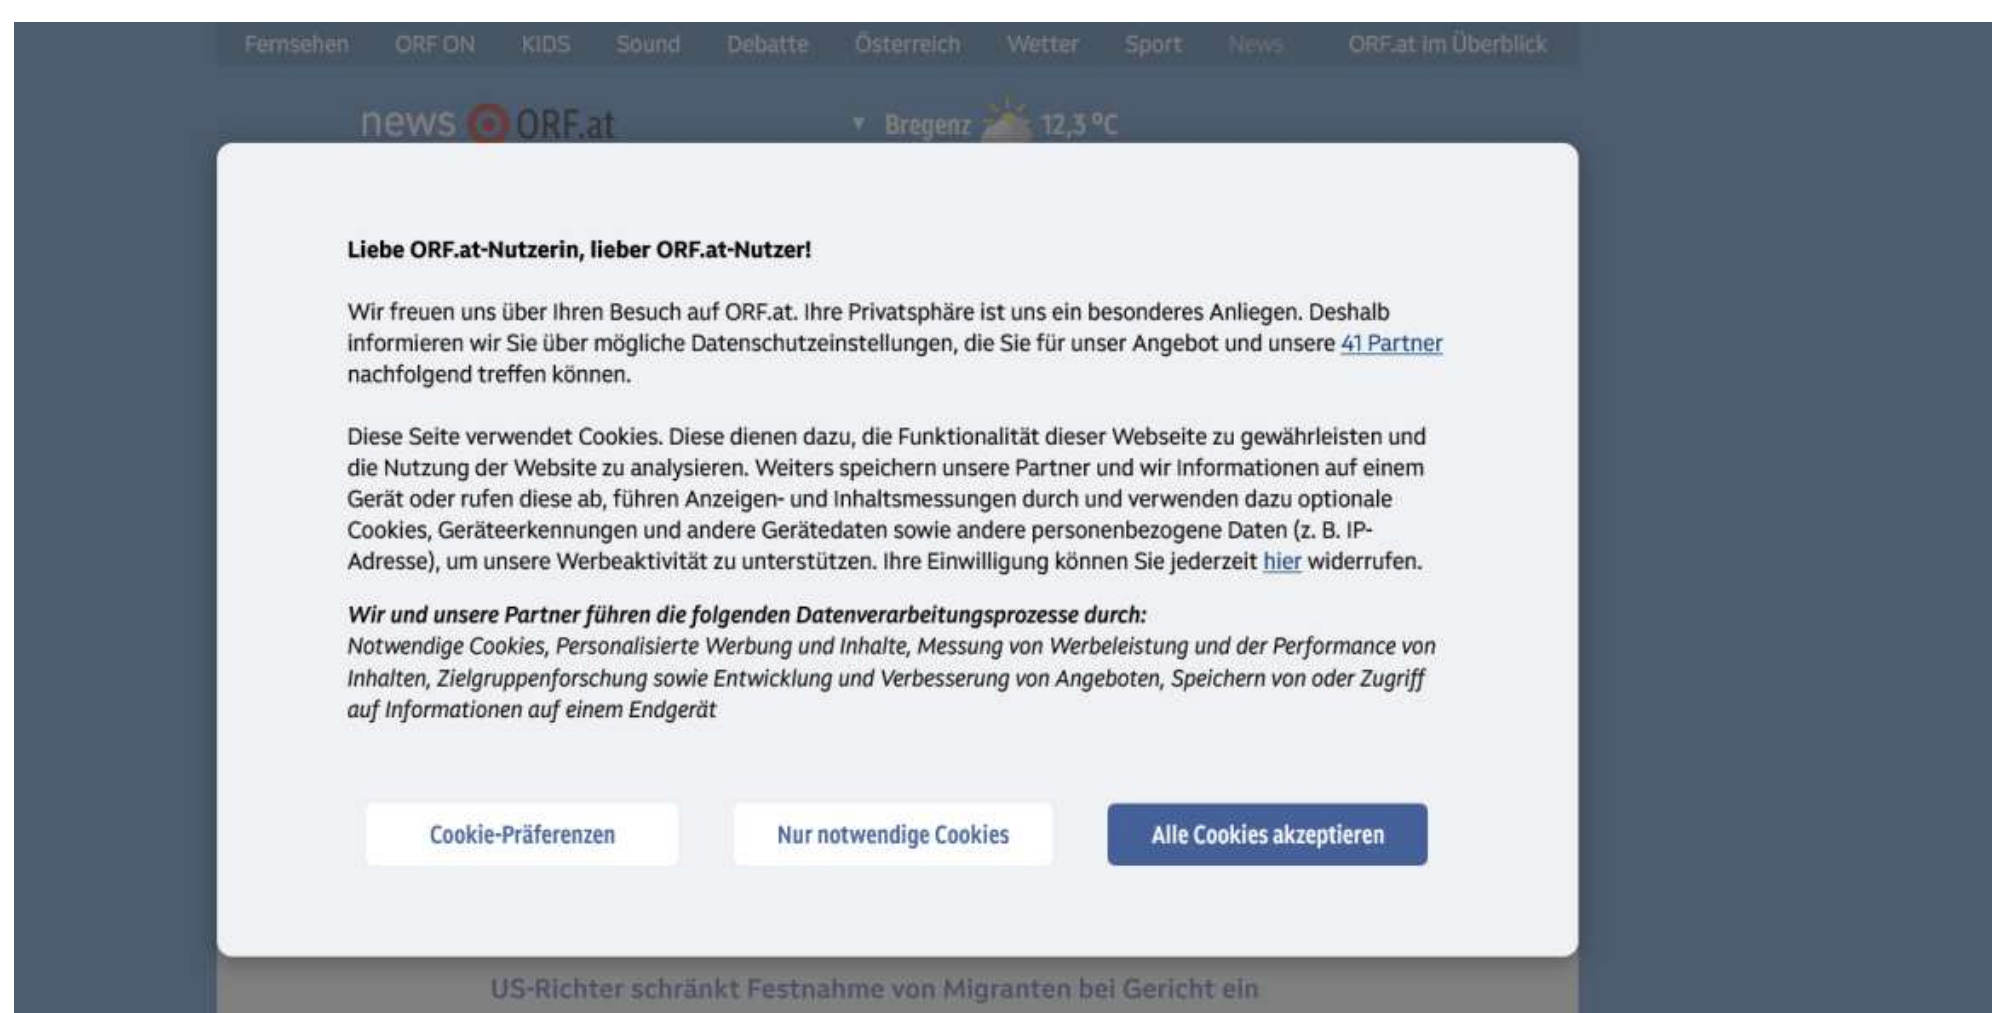 Fernsehen ORF ON KIDS Sound Debatte Österreich Wetter Sport News ORF.at im Überblick
news ORF.at ▼ Bregenz 12,3 °C
Liebe ORF.at-Nutzerin, lieber ORF.at-Nutzer!
Wir freuen uns über Ihren Besuch auf ORF.at. Ihre Privatsphäre ist uns ein besonderes Anliegen. Deshalb
informieren wir Sie über mögliche Datenschutzeinstellungen, die Sie für unser Angebot und unsere 41 Partner
nachfolgend treffen können.
Diese Seite verwendet Cookies. Diese dienen dazu, die Funktionalität dieser Webseite zu gewährleisten und
die Nutzung der Website zu analysieren. Weiters speichern unsere Partner und wir Informationen auf einem
Gerät oder rufen diese ab, führen Anzeigen- und Inhaltsmessungen durch und verwenden dazu optionale
Cookies, Geräteerkennungen und andere Gerätedaten sowie andere personenbezogene Daten (z. B. IP-
Adresse), um unsere Werbeaktivität zu unterstützen. Ihre Einwilligung können Sie jederzeit hier widerrufen.
Wir und unsere Partner führen die folgenden Datenverarbeitungsprozesse durch:
Notwendige Cookies, Personalisierte Werbung und Inhalte, Messung von Werbeleistung und der Performance von
Inhalten, Zielgruppenforschung sowie Entwicklung und Verbesserung von Angeboten, Speichern von oder Zugriff
auf Informationen auf einem Endgerät
Cookie-Präferenzen Nur notwendige Cookies Alle Cookies akzeptieren
US-Richter schränkt Festnahme von Migranten bei Gericht ein